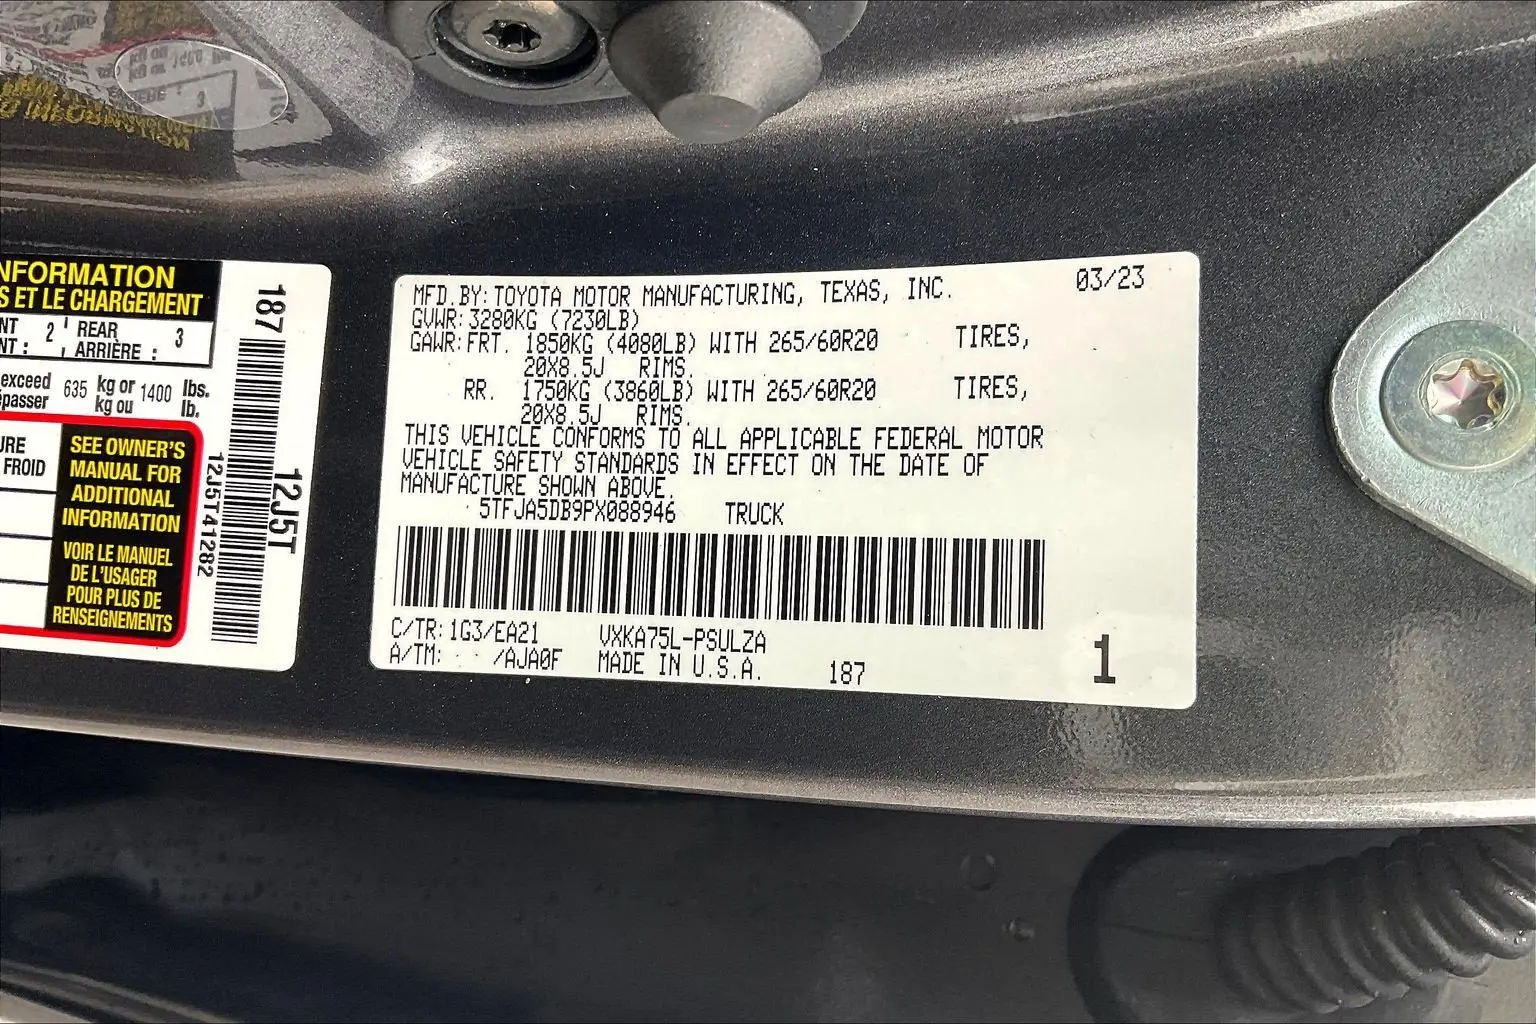 NFORMATION
S ET LE CHARGEMENT
NT 2 REAR 3
NT : ARRIÈRE :
exceed 635 kg or 1400 lbs.
passer kg ou lb.
URE
FROID
SEE OWNER'S
MANUAL FOR
ADDITIONAL
INFORMATION
VOIR LE MANUEL
DE L'USAGER
POUR PLUS DE
RENSEIGNEMENTS
187
12J5T
12J5T41282
MFD.BY:TOYOTA MOTOR MANUFACTURING, TEXAS, INC. 03/23
GVWR:3280KG (7230LB)
GAWR:FRT. 1850KG (4080LB) WITH 265/60R20 TIRES,
20X8.5J RIMS.
RR. 1750KG (3860LB) WITH 265/60R20 TIRES,
20X8.5J RIMS.
THIS VEHICLE CONFORMS TO ALL APPLICABLE FEDERAL MOTOR
VEHICLE SAFETY STANDARDS IN EFFECT ON THE DATE OF
MANUFACTURE SHOWN ABOVE.
5TFJA5DB9PX088946 TRUCK
C/TR:1G3/EA21 VXKA75L-PSULZA
A/TM: /AJA0F MADE IN U.S.A. 187 1